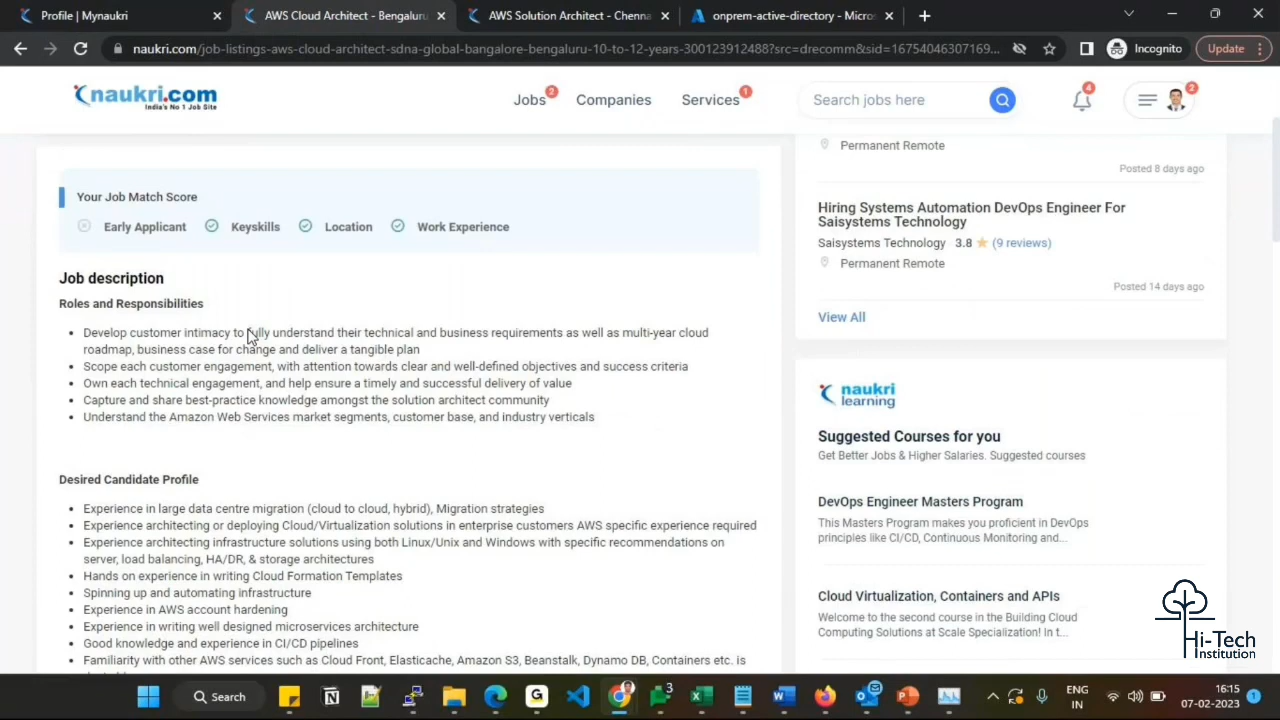 Profile | Mynaukri
AWS Cloud Architect - Bengaluru
AWS Solution Architect - Chenna
onprem-active-directory - Micros
naukri.com/job-listings-aws-cloud-architect-sdna-global-bangalore-bengaluru-10-to-12-years-300123912488?src=drecomm&sid=16754046307169...
Incognito
Update
naukri.com
India's No 1 Job Site
Jobs 2
Companies
Services 1
Search jobs here
4
2
Your Job Match Score
Early Applicant
Keyskills
Location
Work Experience
Job description
Roles and Responsibilities
Develop customer intimacy to fully understand their technical and business requirements as well as multi-year cloud
roadmap, business case for change and deliver a tangible plan
Scope each customer engagement, with attention towards clear and well-defined objectives and success criteria
Own each technical engagement, and help ensure a timely and successful delivery of value
Capture and share best-practice knowledge amongst the solution architect community
Understand the Amazon Web Services market segments, customer base, and industry verticals
Desired Candidate Profile
Experience in large data centre migration (cloud to cloud, hybrid), Migration strategies
Experience architecting or deploying Cloud/Virtualization solutions in enterprise customers AWS specific experience required
Experience architecting infrastructure solutions using both Linux/Unix and Windows with specific recommendations on
server, load balancing, HA/DR, & storage architectures
Hands on experience in writing Cloud Formation Templates
Spinning up and automating infrastructure
Experience in AWS account hardening
Experience in writing well designed microservices architecture
Good knowledge and experience in CI/CD pipelines
Familiarity with other AWS services such as Cloud Front, Elasticache, Amazon S3, Beanstalk, Dynamo DB, Containers etc. is
Permanent Remote
Posted 8 days ago
Hiring Systems Automation DevOps Engineer For
Saisystems Technology
Saisystems Technology 3.8 (9 reviews)
Permanent Remote
Posted 14 days ago
View All
naukri
learning
Suggested Courses for you
Get Better Jobs & Higher Salaries. Suggested courses
DevOps Engineer Masters Program
This Masters Program makes you proficient in DevOps
principles like CI/CD, Continuous Monitoring and...
Cloud Virtualization, Containers and APIs
Welcome to the second course in the Building Cloud
Computing Solutions at Scale Specialization! In t...
Hi-Tech
Institution
Search
3
ENG
IN
16:15
07-02-2023
1